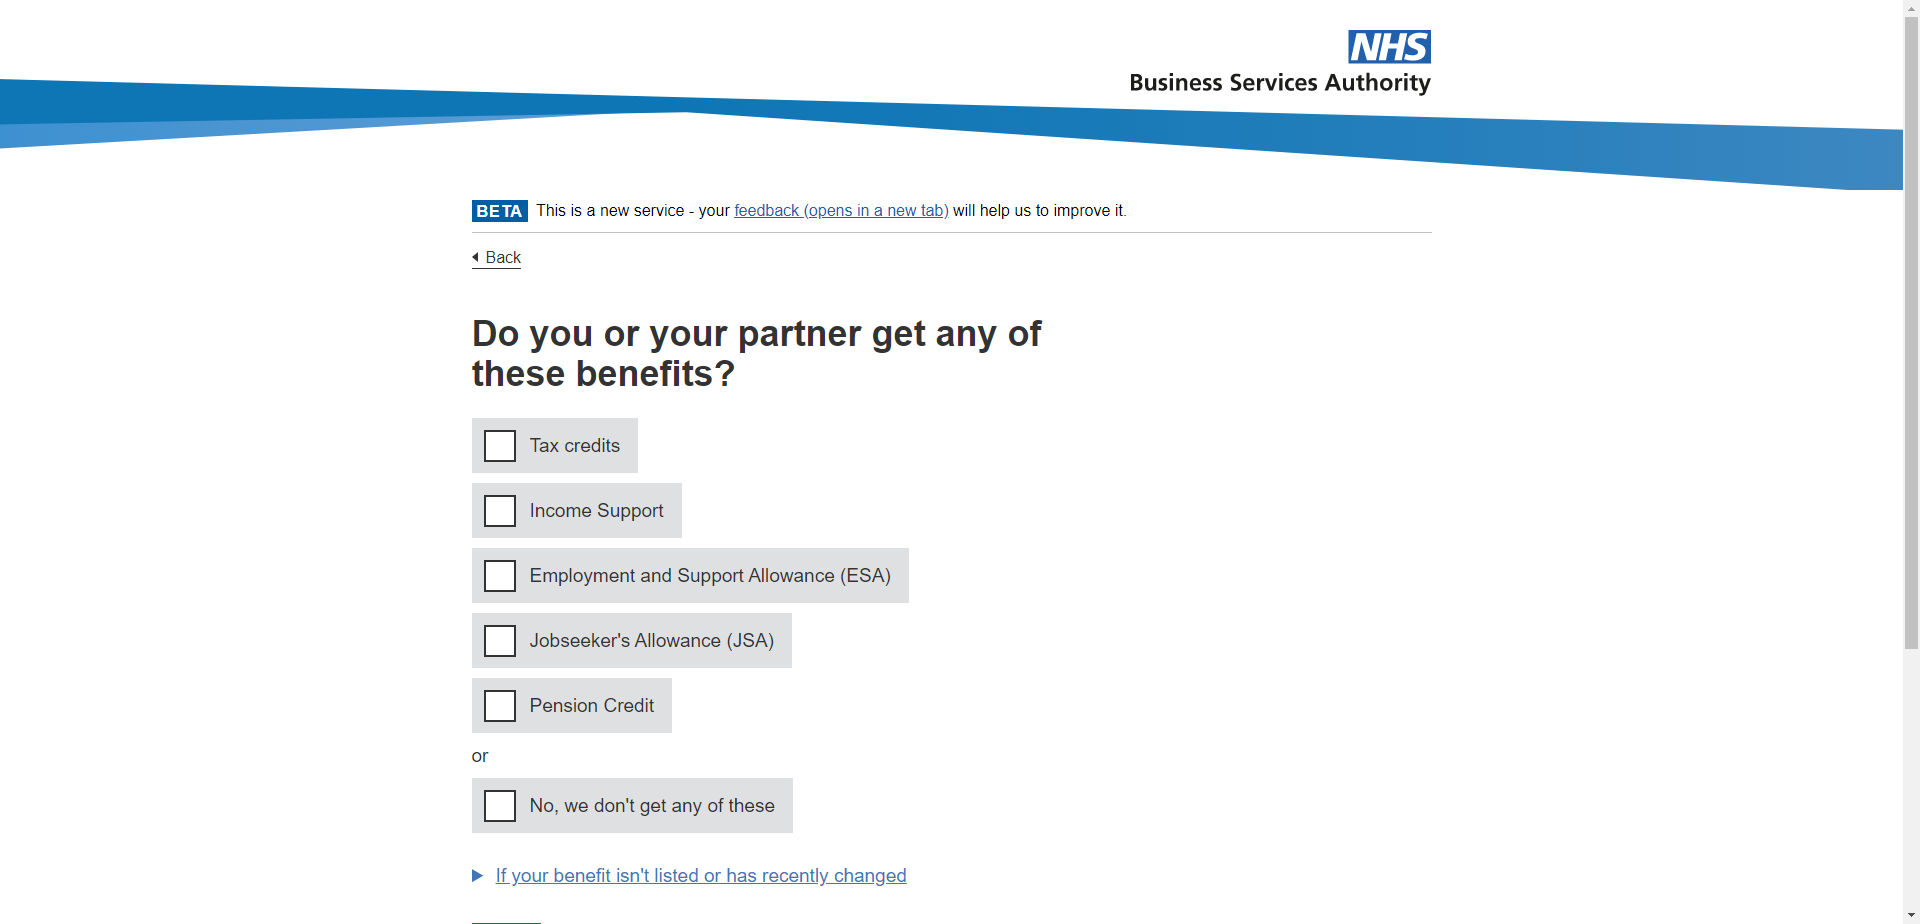 NHS
Business Services Authority
BETA This is a new service - your feedback (opens in a new tab) will help us to improve it.
Back
Do you or your partner get any of
these benefits?
Tax credits
Income Support
Employment and Support Allowance (ESA)
Jobseeker's Allowance (JSA)
Pension Credit
or
No, we don't get any of these
If your benefit isn't listed or has recently changed